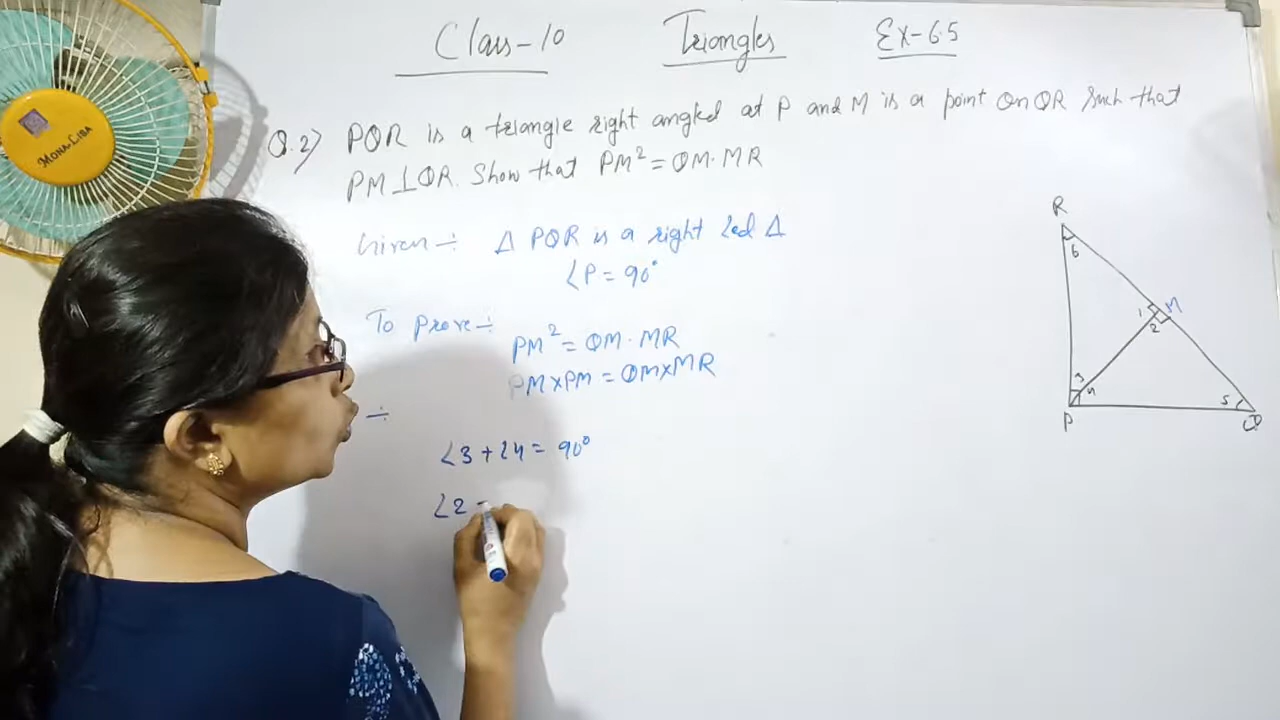 Class-10 Triangles Ex-6.5
Q.2) PQR is a triangle right angled at P and M is a point on QR such that
PM⊥QR. Show that PM² = QM·MR
Given ÷ Δ PQR is a right ∠ed Δ
∠P = 90°
To prove ÷
PM² = QM·MR
PM×PM = QM×MR
÷
∠3 + ∠4 = 90°
∠2 -
R
6
1 M
2
3
4
5
P Q
MONA-LISA